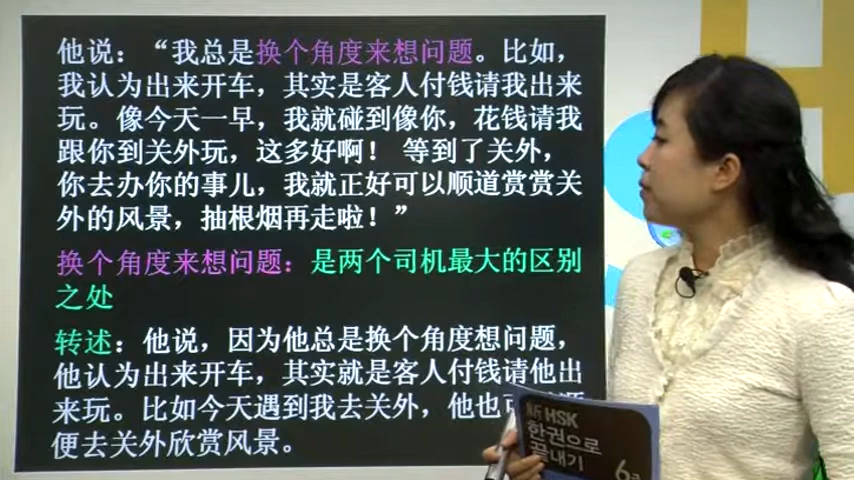 他说：“我总是换个角度来想问题。比如，
我认为出来开车，其实是客人付钱请我出来
玩。像今天一早，我就碰到像你，花钱请我
跟你到关外玩，这多好啊！ 等到了关外，
你去办你的事儿，我就正好可以顺道赏赏关
外的风景，抽根烟再走啦！”
换个角度来想问题：是两个司机最大的区别
之处
转述：他说，因为他总是换个角度想问题，
他认为出来开车，其实就是客人付钱请他出
来玩。比如今天遇到我去关外，他也
便去关外欣赏风景。
新HSK
한권으로
끝내기
6